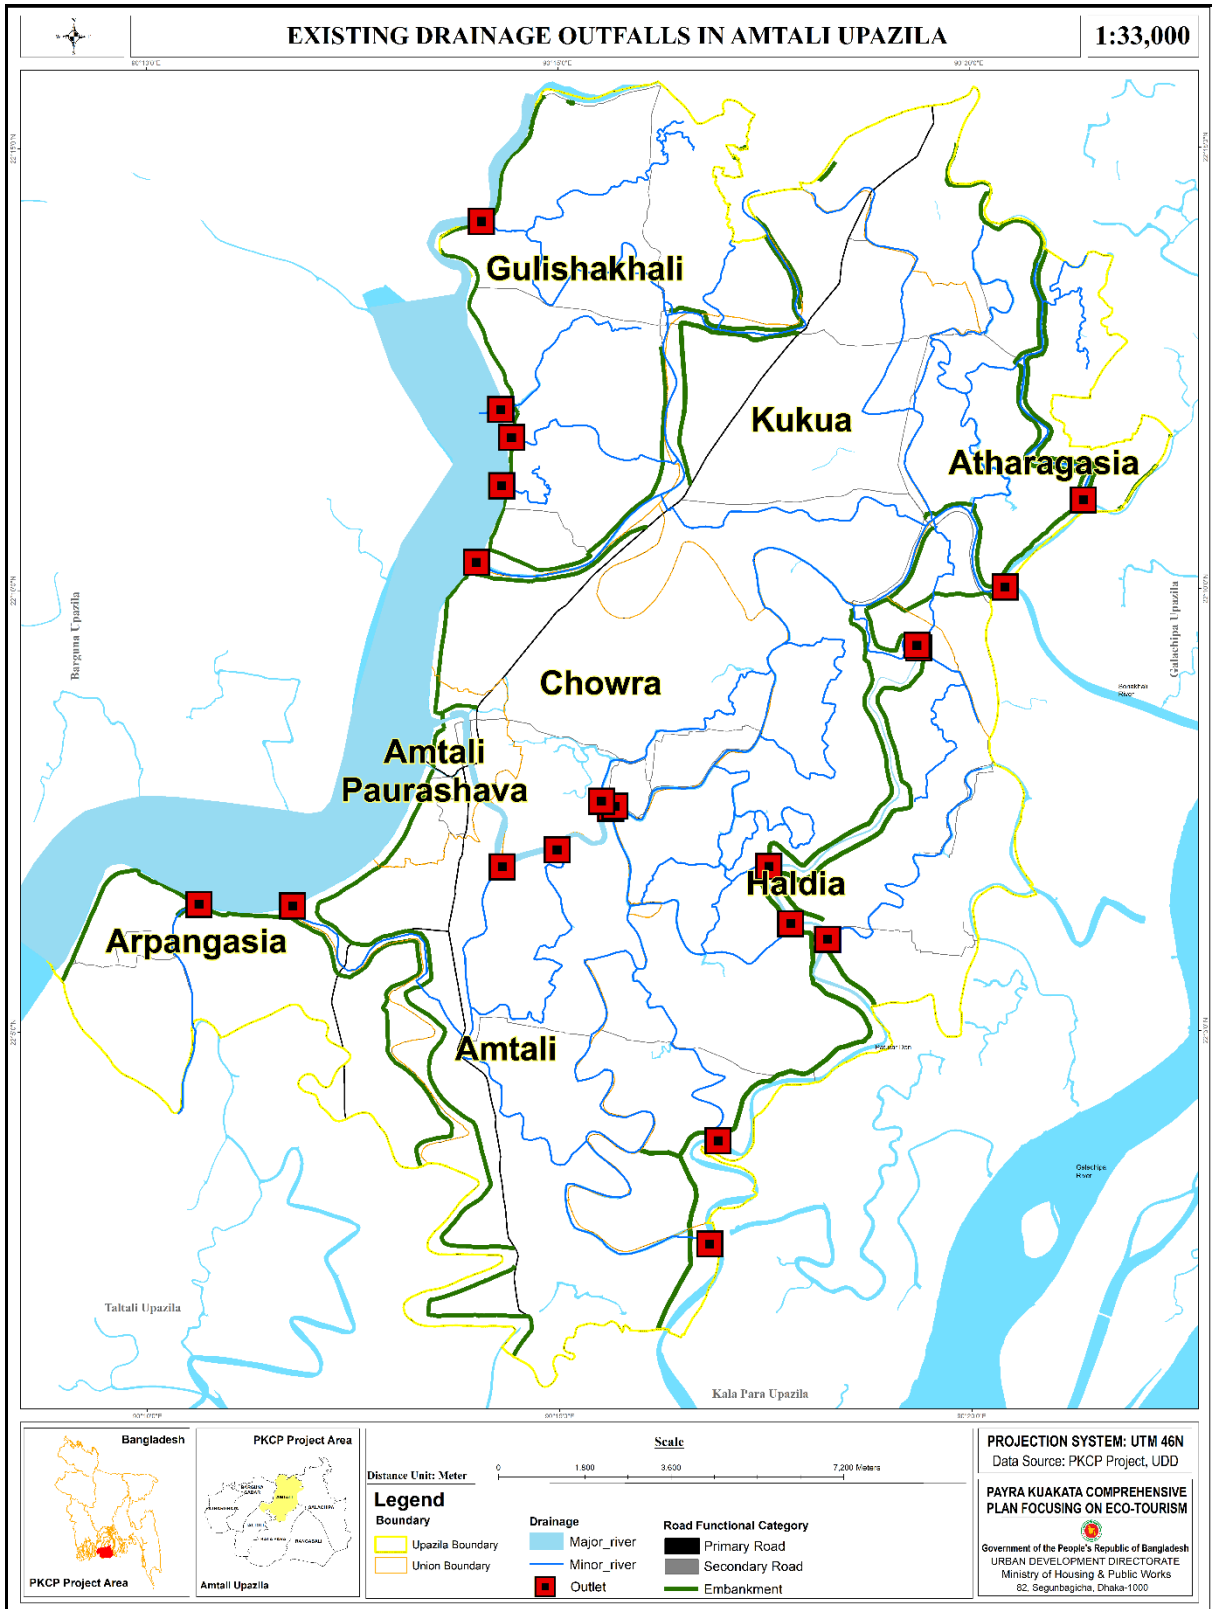 EXISTING DRAINAGE OUTFALLS IN AMTALI UPAZILA
1:33,000
Gulishakhali
Kukua
Atharagasia
Barguna Upazila
Galachipa Upazila
Chowra
Amtali
Paurashava
Haldia
Arpangasia
Amtali
Galachipa
River
Taltali Upazila
Kala Para Upazila
Bangladesh
PKCP Project Area
PKCP Project Area
AMTALI
GALACHIPA
RANGABALI
Amtali Upazila
Scale
Distance Unit: Meter
0
1,800
3,600
7,200 Meters
Legend
Boundary
Upazila Boundary
Union Boundary
Drainage
Major_river
Minor_river
Outlet
Road Functional Category
Primary Road
Secondary Road
Embankment
PROJECTION SYSTEM: UTM 46N
Data Source: PKCP Project, UDD
PAYRA KUAKATA COMPREHENSIVE
PLAN FOCUSING ON ECO-TOURISM
Government of the People's Republic of Bangladesh
URBAN DEVELOPMENT DIRECTORATE
Ministry of Housing & Public Works
82, Segunbagicha, Dhaka-1000